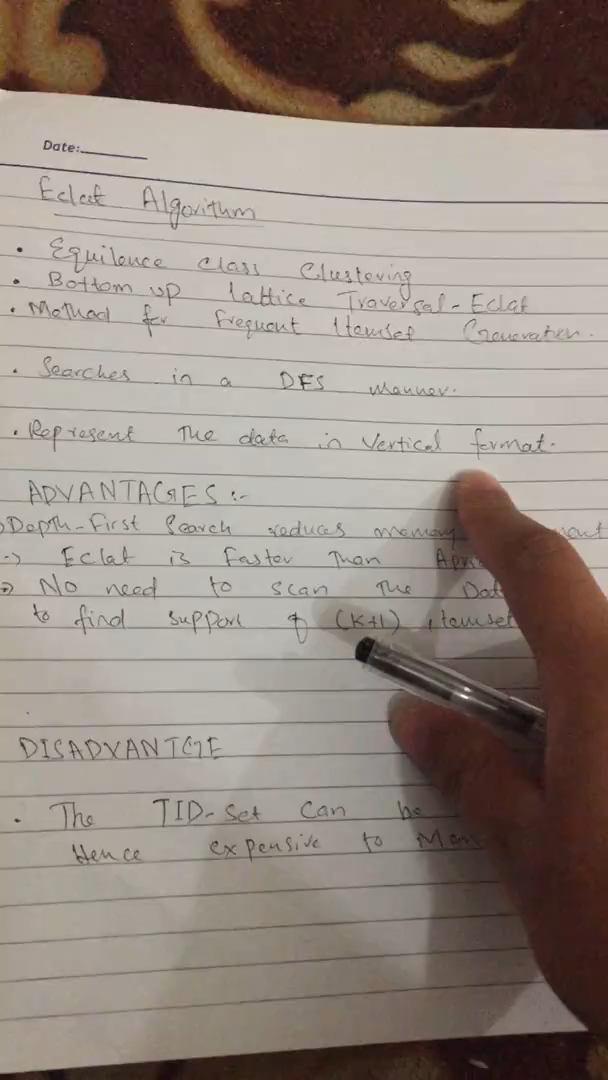 Date:
Eclat Algorithm
• Equilence class Clustering
• Bottom up lattice Traversal - Eclat
• Method for frequent Itemset Generation.
• Searches in a DFS manner.
• Represent The data in Vertical format.
ADVANTAGES :-
Depth-First Search reduces memory
-> Eclat is Faster Than
-> No need to scan The
to find support of (K+1) itemset
DISADVANTGE
• The TID-Set can be
Hence expensive to